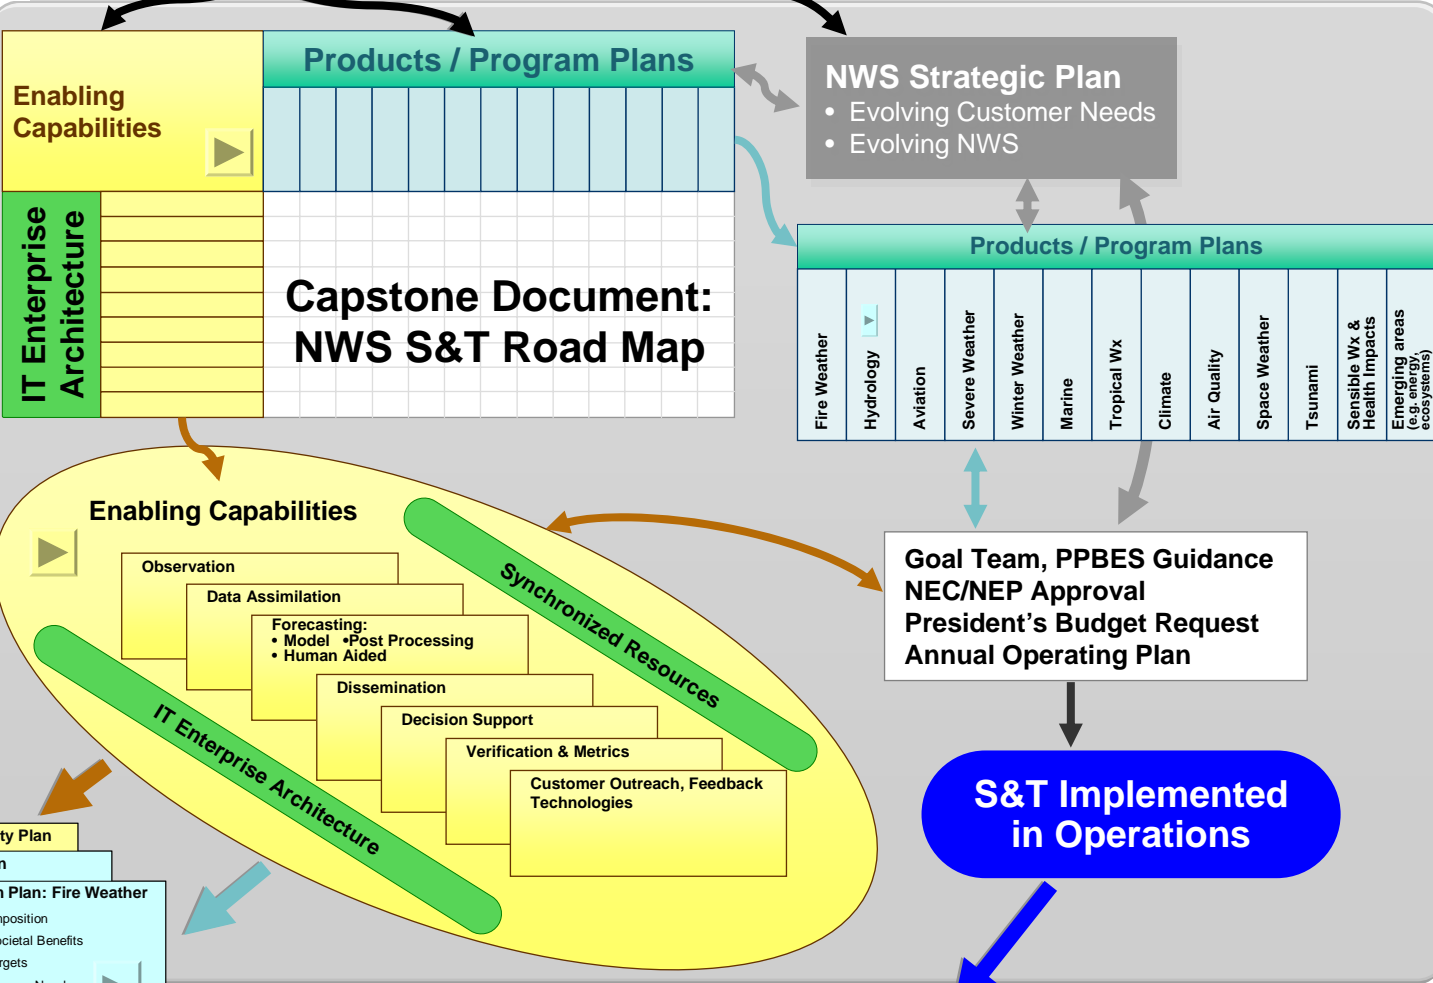 Enabling
Capabilities
Products / Program Plans
NWS Strategic Plan
• Evolving Customer Needs
• Evolving NWS
IT Enterprise
Architecture
Capstone Document:
NWS S&T Road Map
Products / Program Plans
Fire Weather
Hydrology
Aviation
Severe Weather
Winter Weather
Marine
Tropical Wx
Climate
Air Quality
Space Weather
Tsunami
Sensible Wx &
Health Impacts
Emerging areas
(e.g. energy,
ecosystems)
Enabling Capabilities
Observation
Data Assimilation
Forecasting:
• Model •Post Processing
• Human Aided
Dissemination
Decision Support
Verification & Metrics
Customer Outreach, Feedback
Technologies
Synchronized Resources
IT Enterprise Architecture
Goal Team, PPBES Guidance
NEC/NEP Approval
President’s Budget Request
Annual Operating Plan
S&T Implemented
in Operations
ty Plan
n
n Plan: Fire Weather
position
ocietal Benefits
rgets